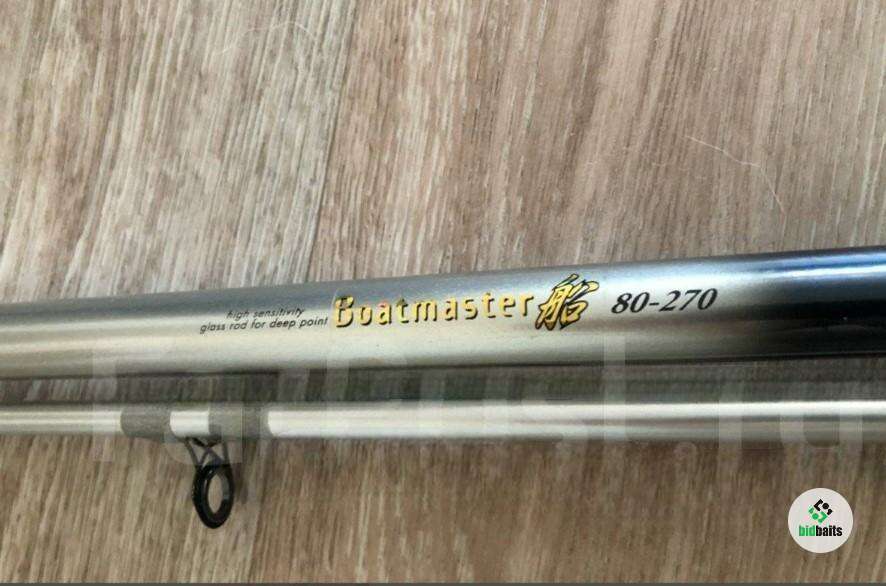 high sensitivity
glass rod for deep point
Boatmaster船 80-270
bidbaits